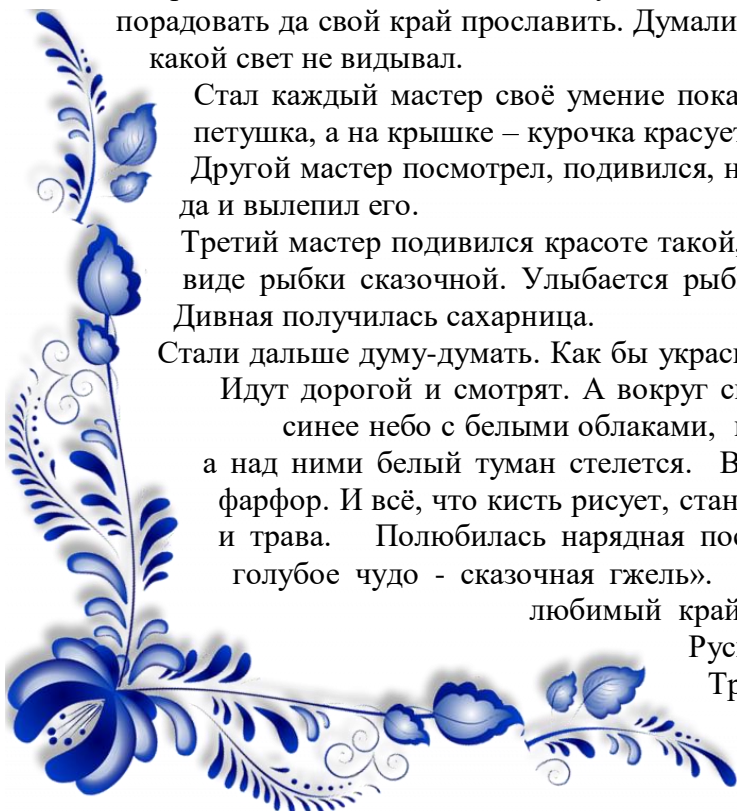 порадовать да свой край прославить. Думали
какой свет не видывал.
Стал каждый мастер своё умение пока
петушка, а на крышке – курочка красует
Другой мастер посмотрел, подивился, н
да и вылепил его.
Третий мастер подивился красоте такой,
виде рыбки сказочной. Улыбается рыб
Дивная получилась сахарница.
Стали дальше думу-думать. Как бы украс
Идут дорогой и смотрят. А вокруг с
синее небо с белыми облаками,
а над ними белый туман стелется. В
фарфор. И всё, что кисть рисует, стан
и трава. Полюбилась нарядная пос
голубое чудо - сказочная гжель».
любимый край
Рус
Тр